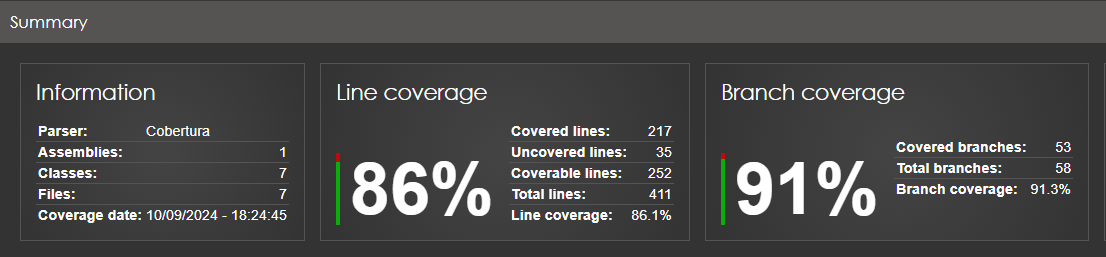 Summary
Information
Parser: Cobertura
Assemblies: 1
Classes: 7
Files: 7
Coverage date: 10/09/2024 - 18:24:45
Line coverage
86%
Covered lines: 217
Uncovered lines: 35
Coverable lines: 252
Total lines: 411
Line coverage: 86.1%
Branch coverage
91%
Covered branches: 53
Total branches: 58
Branch coverage: 91.3%